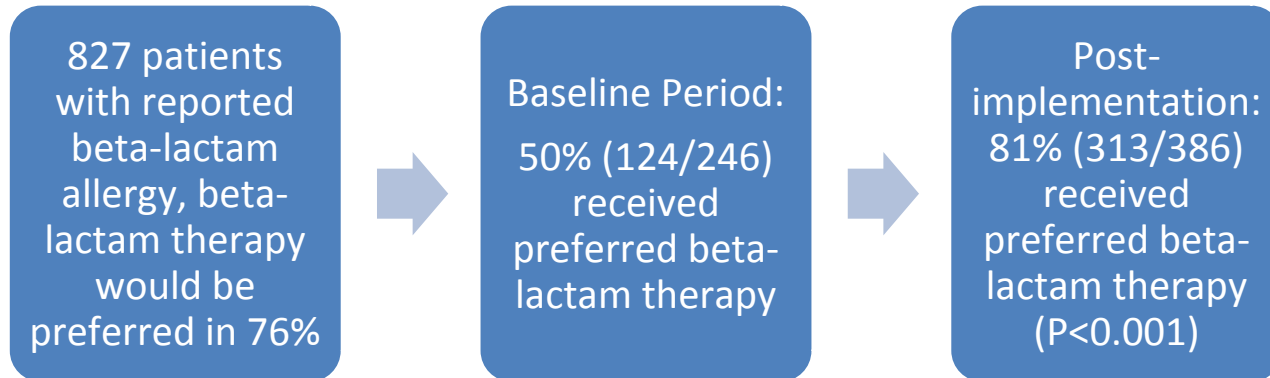 827 patients
with reported
beta-lactam
allergy, beta-
lactam therapy
would be
preferred in 76%
Baseline Period:
50% (124/246)
received
preferred beta-
lactam therapy
Post-
implementation:
81% (313/386)
received
preferred beta-
lactam therapy
(P<0.001)